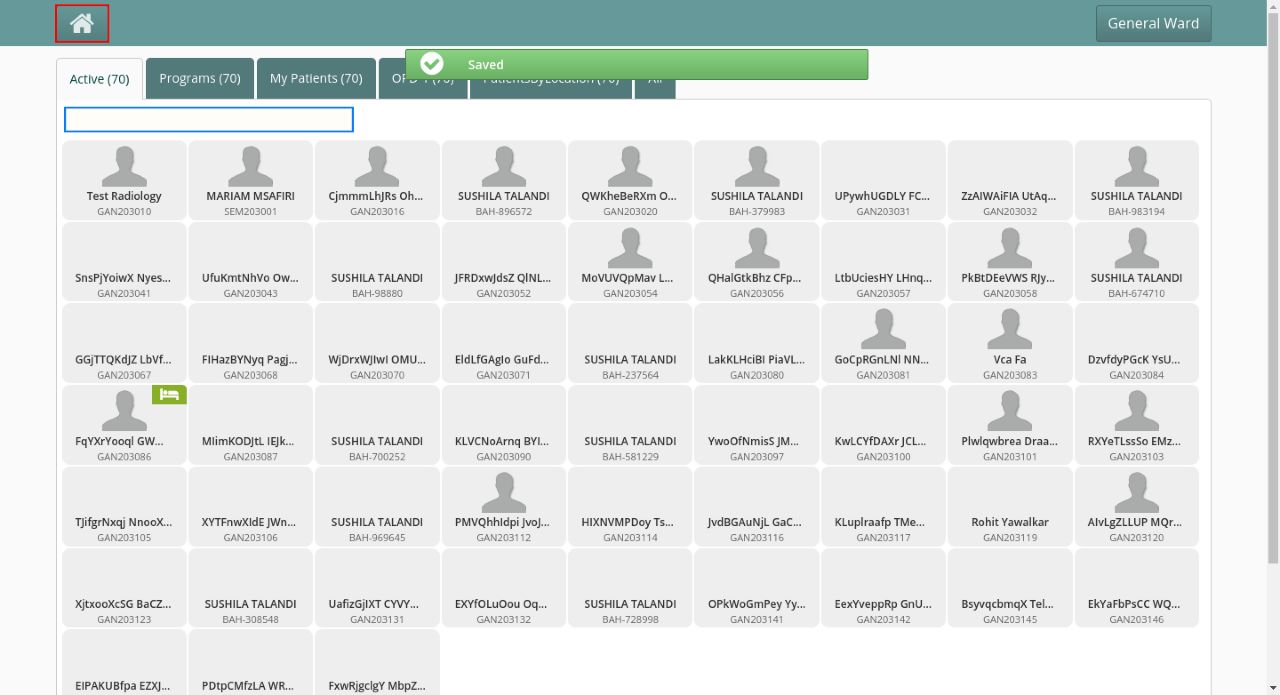 General Ward
Saved
Active (70)
Programs (70)
My Patients (70)
Test Radiology
GAN203010
MARIAM MSAFIRI
SEM203001
CjmmmLhJRs Oh...
GAN203016
SUSHILA TALANDI
BAH-896572
QWKheBeRXm O...
GAN203020
SUSHILA TALANDI
BAH-379983
UPywhUGDLY FC...
GAN203031
ZzAIWAiFIA UtAq...
GAN203032
SUSHILA TALANDI
BAH-983194
SnsPjYoiwX Nyes...
GAN203041
UfuKmtNhVo Ow...
GAN203043
SUSHILA TALANDI
BAH-98880
JFRDxwJdsZ QlNL...
GAN203052
MoVUVQpMav L...
GAN203054
QHalGtkBhz CFp...
GAN203056
LtbUciesHY LHnq...
GAN203057
PkBtDEeVWS RJy...
GAN203058
SUSHILA TALANDI
BAH-674710
GGjTTQKdJZ LbVf...
GAN203067
FIHazBYNyq Pagj...
GAN203068
WjDrxWJIwI OMU...
GAN203070
EldLfGAgIo GuFd...
GAN203071
SUSHILA TALANDI
BAH-237564
LakKLHciBI PiaVL...
GAN203080
GoCpRGnLNl NN...
GAN203081
Vca Fa
GAN203083
DzvfdyPGcK YsU...
GAN203084
FqYXrYooql GW...
GAN203086
MIimKODJtL IEJk...
GAN203087
SUSHILA TALANDI
BAH-700252
KLVCNoArnq BYI...
GAN203090
SUSHILA TALANDI
BAH-581229
YwoOfNmisS JM...
GAN203097
KwLCYfDAXr JCL...
GAN203100
Plwlqwbrea Draa...
GAN203101
RXYeTLssSo EMz...
GAN203103
TJifgrNxqj NnooX...
GAN203105
XYTFnwXIdE JWn...
GAN203106
SUSHILA TALANDI
BAH-969645
PMVQhhIdpi JvoJ...
GAN203112
HIXNVMPDoy Ts...
GAN203114
JvdBGAuNjL GaC...
GAN203116
KLuplraafp TMe...
GAN203117
Rohit Yawalkar
GAN203119
AIvLgZLLUP MQr...
GAN203120
XjtxooXcSG BaCZ...
GAN203123
SUSHILA TALANDI
BAH-308548
UafizGjIXT CYVY...
GAN203131
EXYfOLuOou Oq...
GAN203132
SUSHILA TALANDI
BAH-728998
OPkWoGmPey Yy...
GAN203141
EexYveppRp GnU...
GAN203142
BsyvqcbmqX Tel...
GAN203145
EkYaFbPsCC WQ...
GAN203146
EIPAKUBfpa EZXJ...
PDtpCMfzLA WR...
FxwRjgclgY MbpZ...